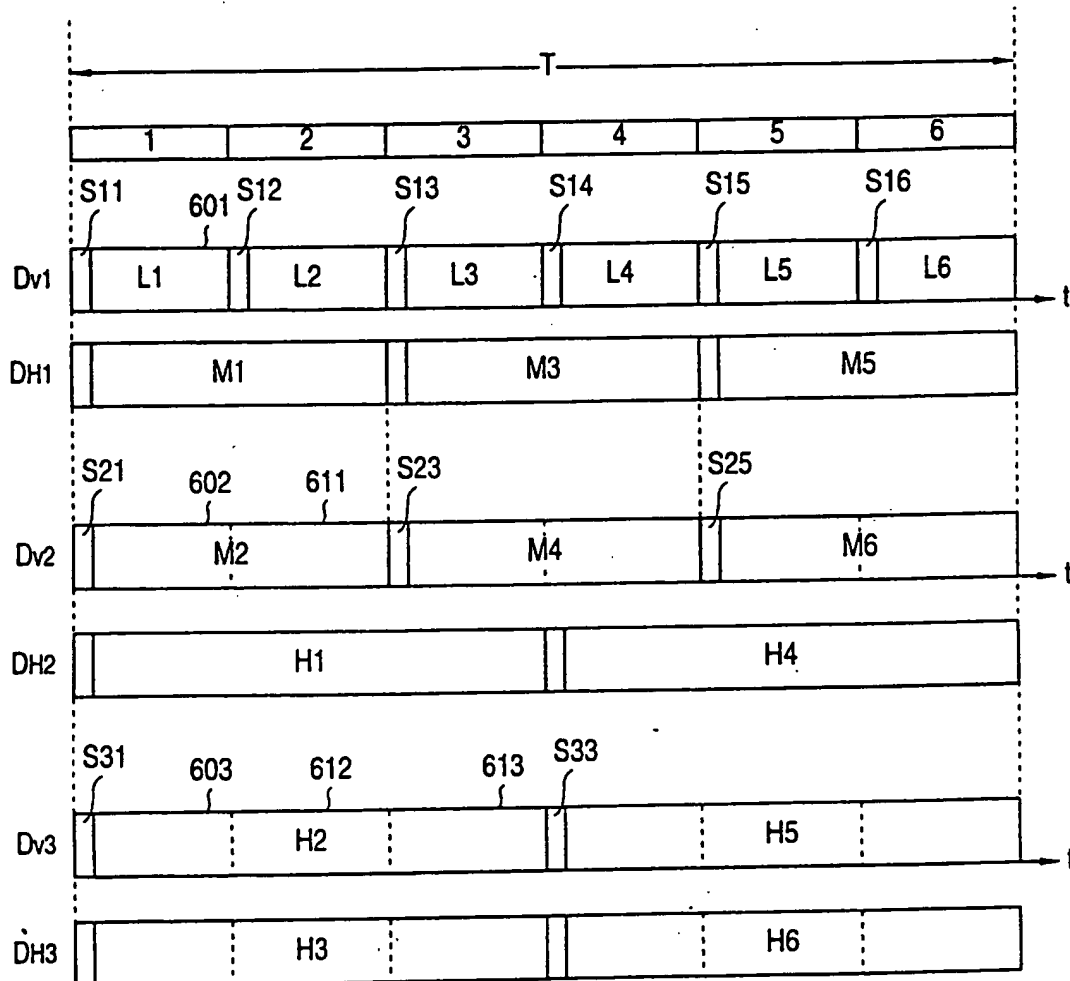 T
1 2 3 4 5 6
S11 601 S12 S13 S14 S15 S16
Dv1 L1 L2 L3 L4 L5 L6 t
DH1 M1 M3 M5
S21 602 611 S23 S25
Dv2 M2 M4 M6 t
DH2 H1 H4
S31 603 612 613 S33
Dv3 H2 H5 t
DH3 H3 H6